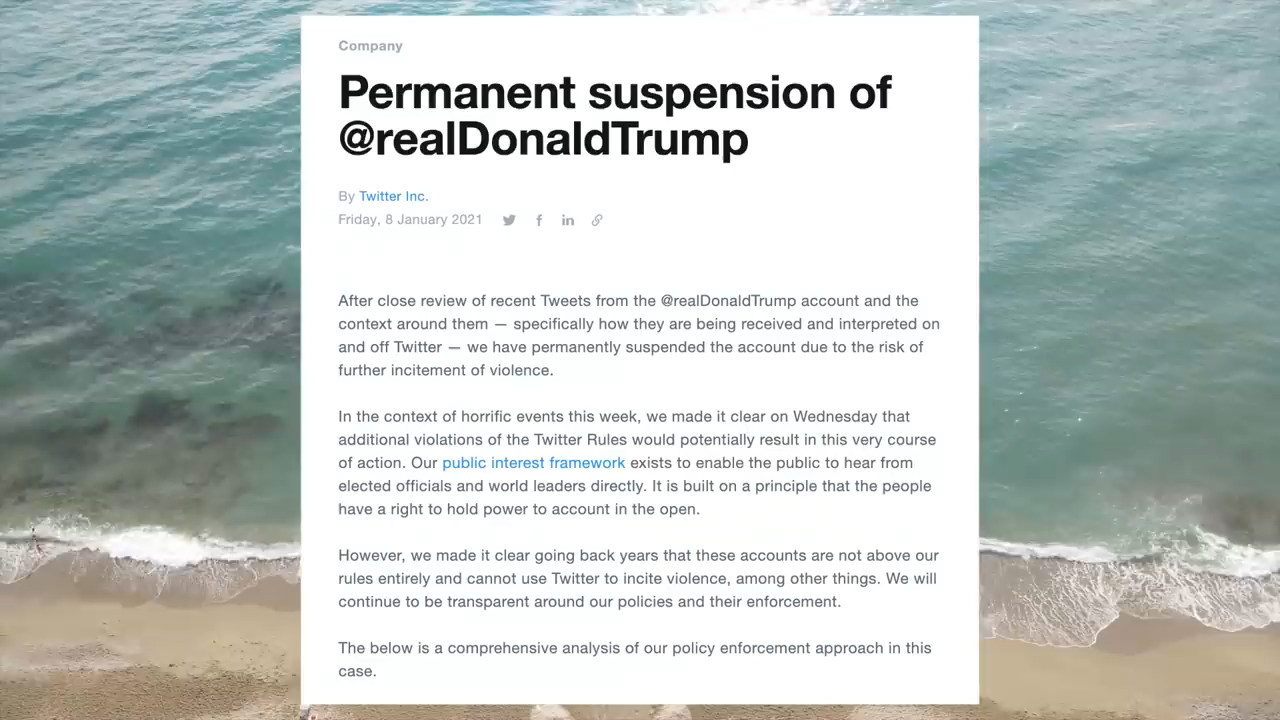 Company
Permanent suspension of
@realDonaldTrump
By Twitter Inc.
Friday, 8 January 2021
After close review of recent Tweets from the @realDonaldTrump account and the
context around them — specifically how they are being received and interpreted on
and off Twitter — we have permanently suspended the account due to the risk of
further incitement of violence.
In the context of horrific events this week, we made it clear on Wednesday that
additional violations of the Twitter Rules would potentially result in this very course
of action. Our public interest framework exists to enable the public to hear from
elected officials and world leaders directly. It is built on a principle that the people
have a right to hold power to account in the open.
However, we made it clear going back years that these accounts are not above our
rules entirely and cannot use Twitter to incite violence, among other things. We will
continue to be transparent around our policies and their enforcement.
The below is a comprehensive analysis of our policy enforcement approach in this
case.